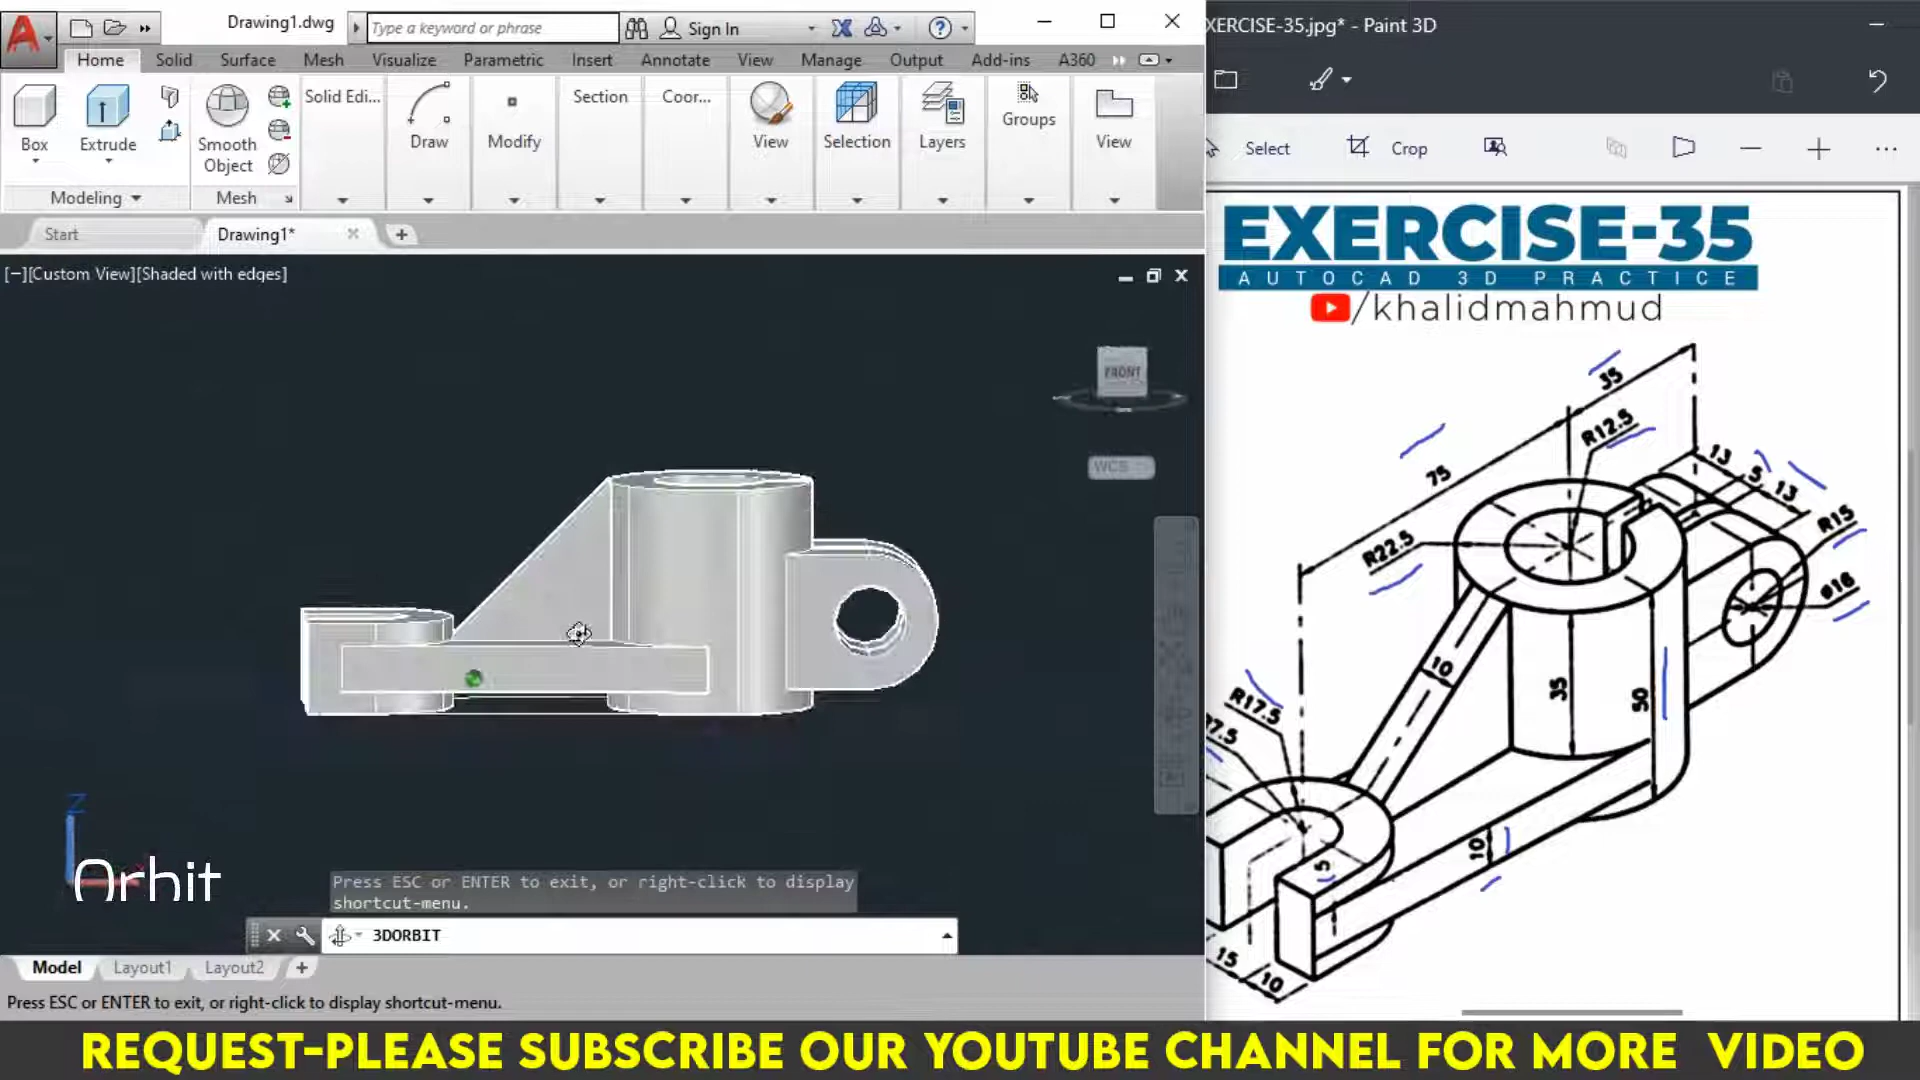 Drawing1.dwg
Type a keyword or phrase
Sign In
Home Solid Surface Mesh Visualize Parametric Insert Annotate View Manage Output Add-ins A360
Box
Extrude
Smooth Object
Solid Edi...
Draw
Modify
Section
Coor...
View
Selection
Layers
Groups
View
Modeling
Mesh
Start
Drawing1*
[−][Custom View][Shaded with edges]
FRONT
WCS
Z
Orbit
Press ESC or ENTER to exit, or right-click to display
shortcut-menu.
3DORBIT
Model Layout1 Layout2
Press ESC or ENTER to exit, or right-click to display shortcut-menu.
XERCISE-35.jpg* - Paint 3D
Select
Crop
EXERCISE-35
AUTOCAD 3D PRACTICE
/khalidmahmud
35
R12.5
75
13
5
13
R15
R22.5
ø16
10
35
50
R17.5
7.5
10
5
15
10
REQUEST-PLEASE SUBSCRIBE OUR YOUTUBE CHANNEL FOR MORE VIDEO